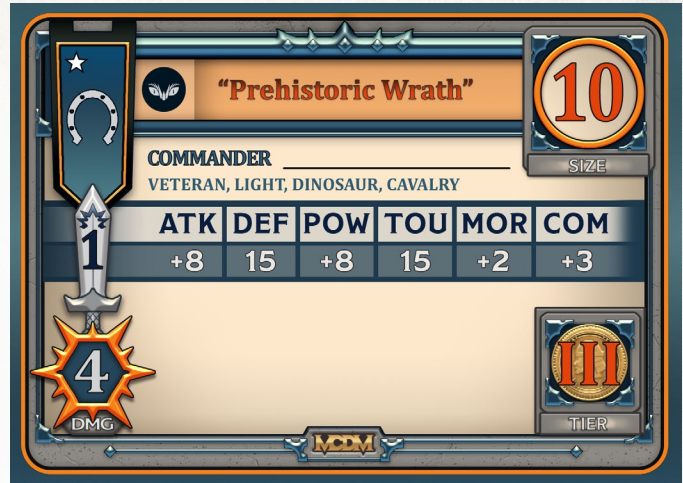 “Prehistoric Wrath”
10
SIZE
COMMANDER
VETERAN, LIGHT, DINOSAUR, CAVALRY
ATK DEF POW TOU MOR COM
1
+8 15 +8 15 +2 +3
4
DMG
III
TIER
MCDM